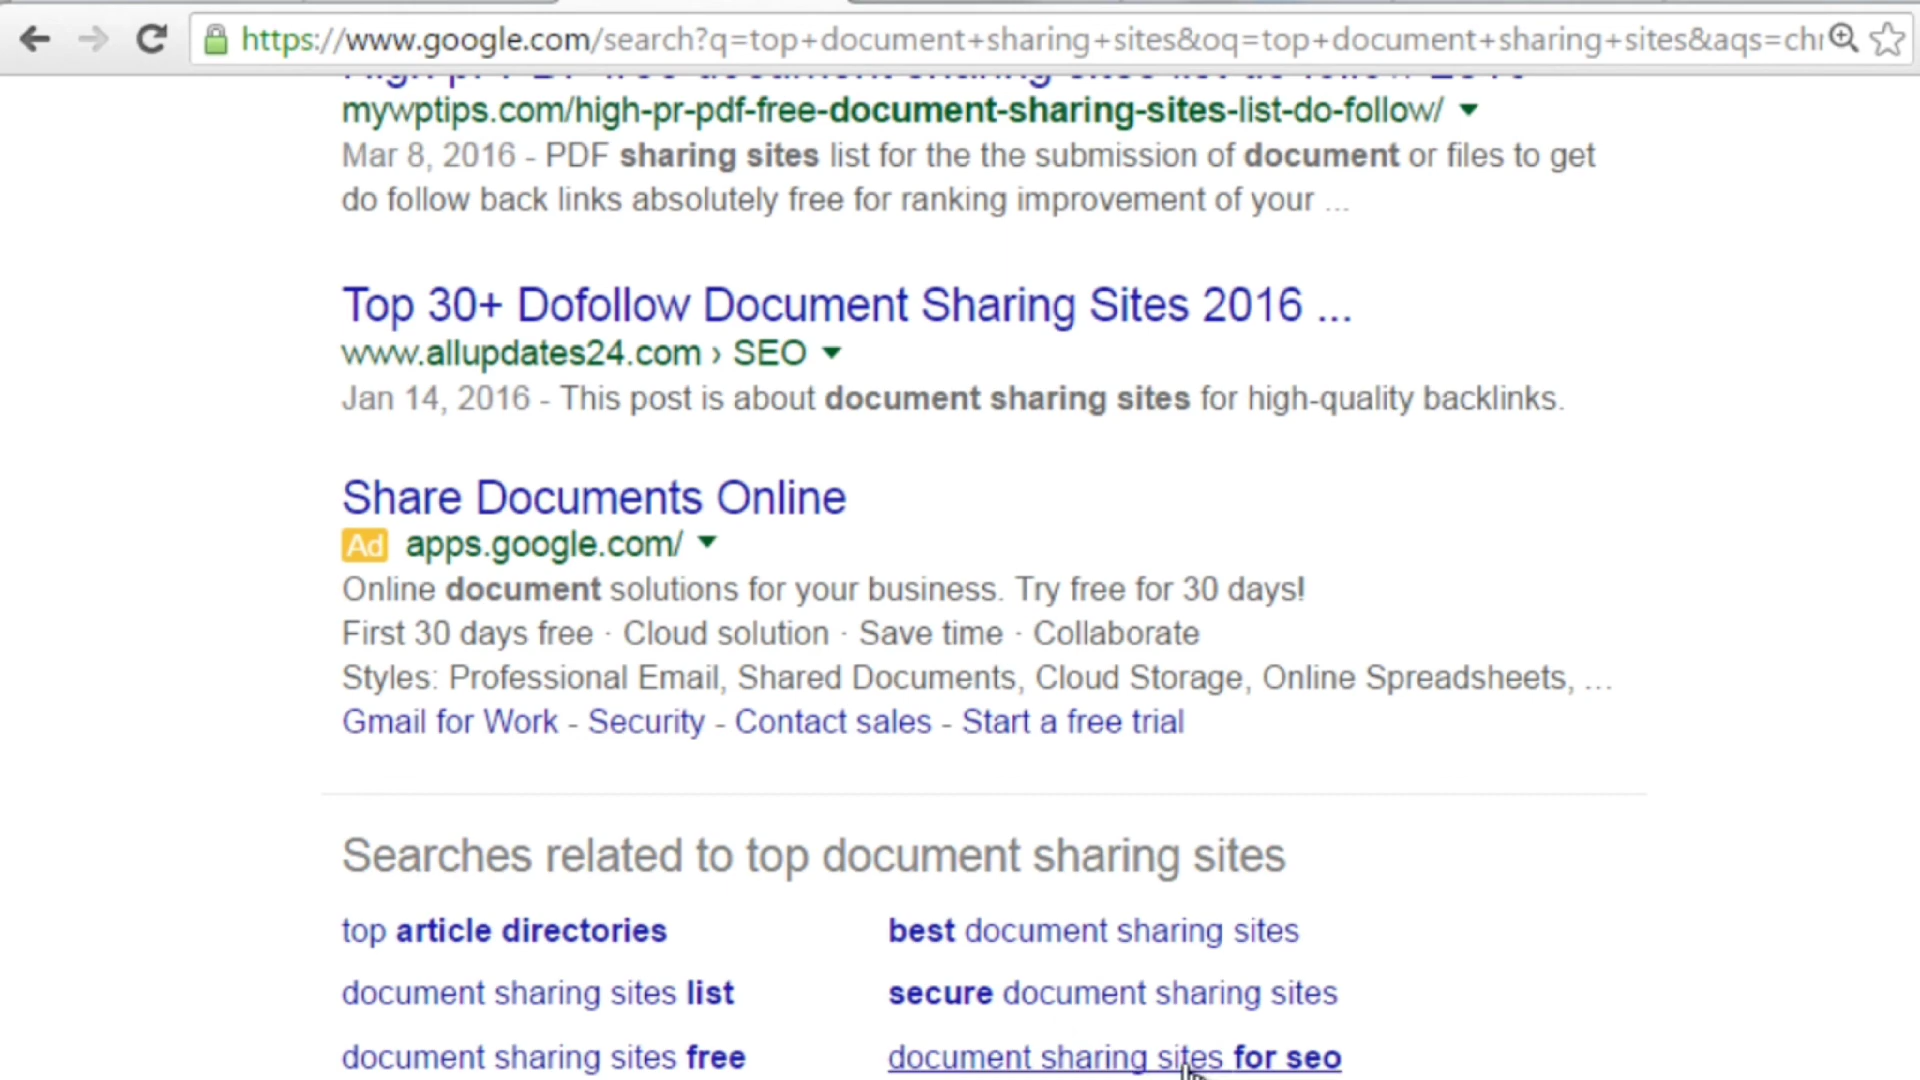 https://www.google.com/search?q=top+document+sharing+sites&oq=top+document+sharing+sites&aqs=chr
mywptips.com/high-pr-pdf-free-document-sharing-sites-list-do-follow/
Mar 8, 2016 - PDF sharing sites list for the the submission of document or files to get
do follow back links absolutely free for ranking improvement of your ...
Top 30+ Dofollow Document Sharing Sites 2016 ...
www.allupdates24.com › SEO
Jan 14, 2016 - This post is about document sharing sites for high-quality backlinks.
Share Documents Online
Ad apps.google.com/
Online document solutions for your business. Try free for 30 days!
First 30 days free · Cloud solution · Save time · Collaborate
Styles: Professional Email, Shared Documents, Cloud Storage, Online Spreadsheets, ...
Gmail for Work - Security - Contact sales - Start a free trial
Searches related to top document sharing sites
top article directories
best document sharing sites
document sharing sites list
secure document sharing sites
document sharing sites free
document sharing sites for seo